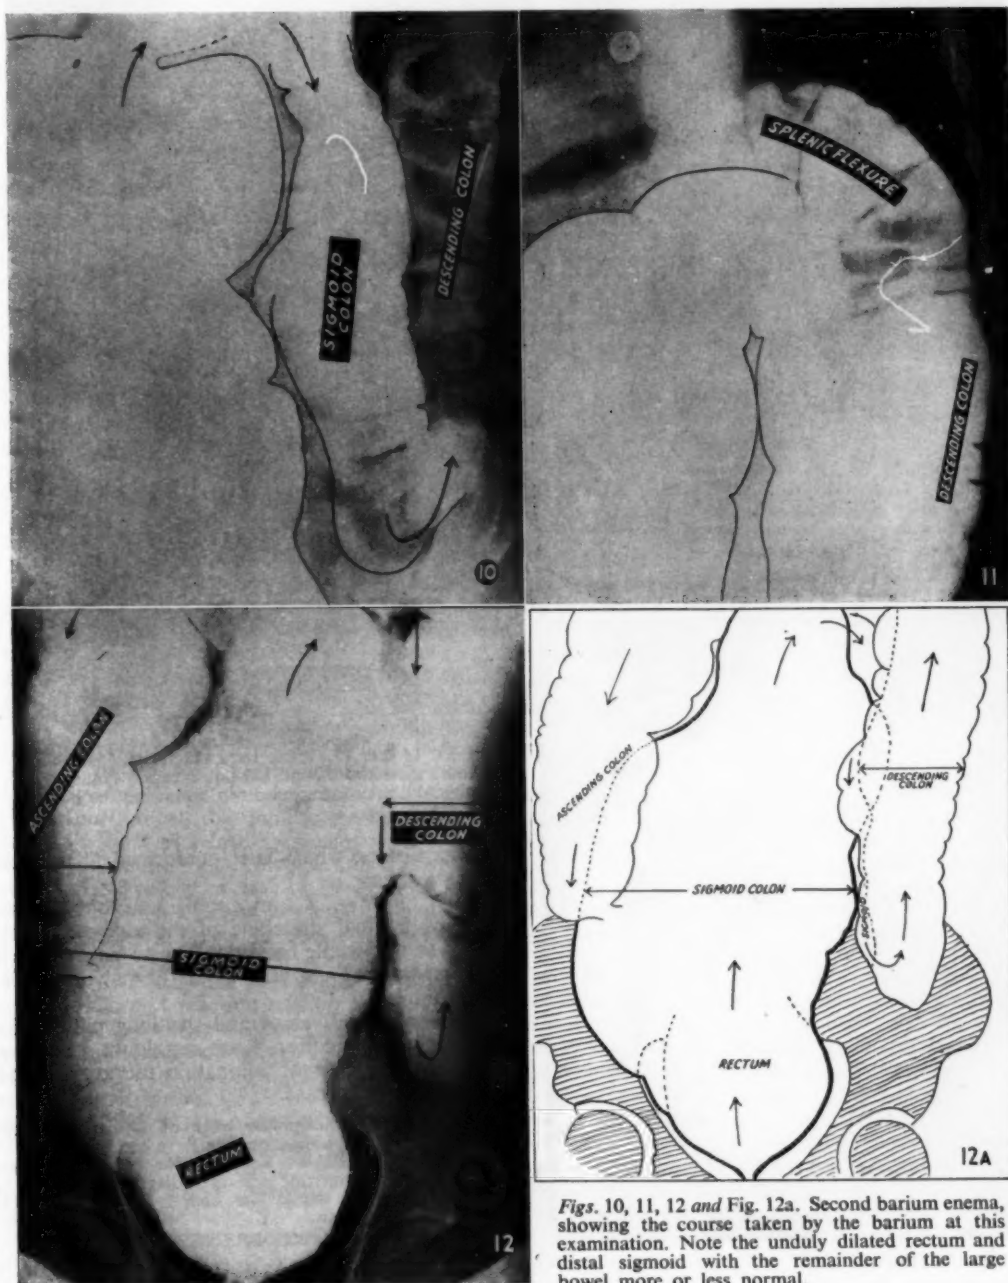 SIGMOID
COLON
DESCENDING COLON
10
SPLENIC FLEXURE
DESCENDING COLON
11
ASCENDING COLON
DESCENDING
COLON
SIGMOID
COLON
RECTUM
12
ASCENDING COLON
DESCENDING
COLON
SIGMOID COLON
SIGMOID
RECTUM
12A
Figs. 10, 11, 12 and Fig. 12a. Second barium enema,
showing the course taken by the barium at this
examination. Note the unduly dilated rectum and
distal sigmoid with the remainder of the large
bowel more or less normal